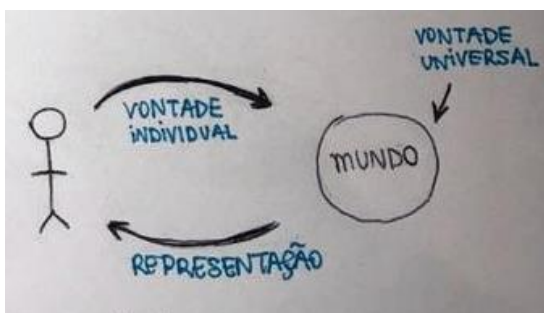 VONTADE
UNIVERSAL
VONTADE
INDIVIDUAL
MUNDO
REPRESENTAÇÃO